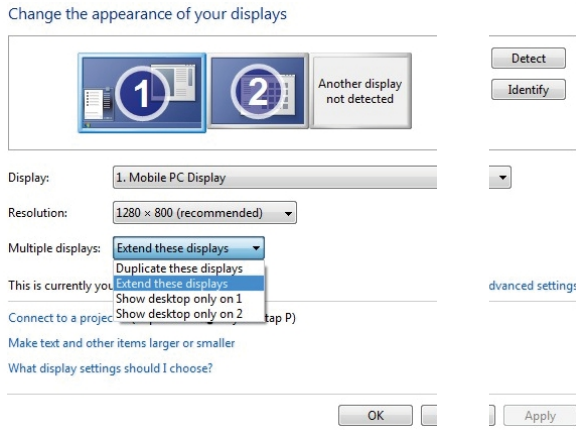 Change the appearance of your displays
1 2 Another display
not detected
Detect
Identify
Display: 1. Mobile PC Display
Resolution: 1280 × 800 (recommended)
Multiple displays: Extend these displays
Duplicate these displays
This is currently you Extend these displays dvanced settings
Show desktop only on 1
Connect to a projec Show desktop only on 2 tap P)
Make text and other items larger or smaller
What display settings should I choose?
OK Apply